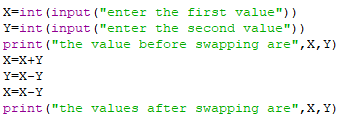 X=int(input("enter the first value"))
Y=int(input("enter the second value"))
print("the value before swapping are",X,Y)
X=X+Y
Y=X-Y
X=X-Y
print("the values after swapping are",X,Y)